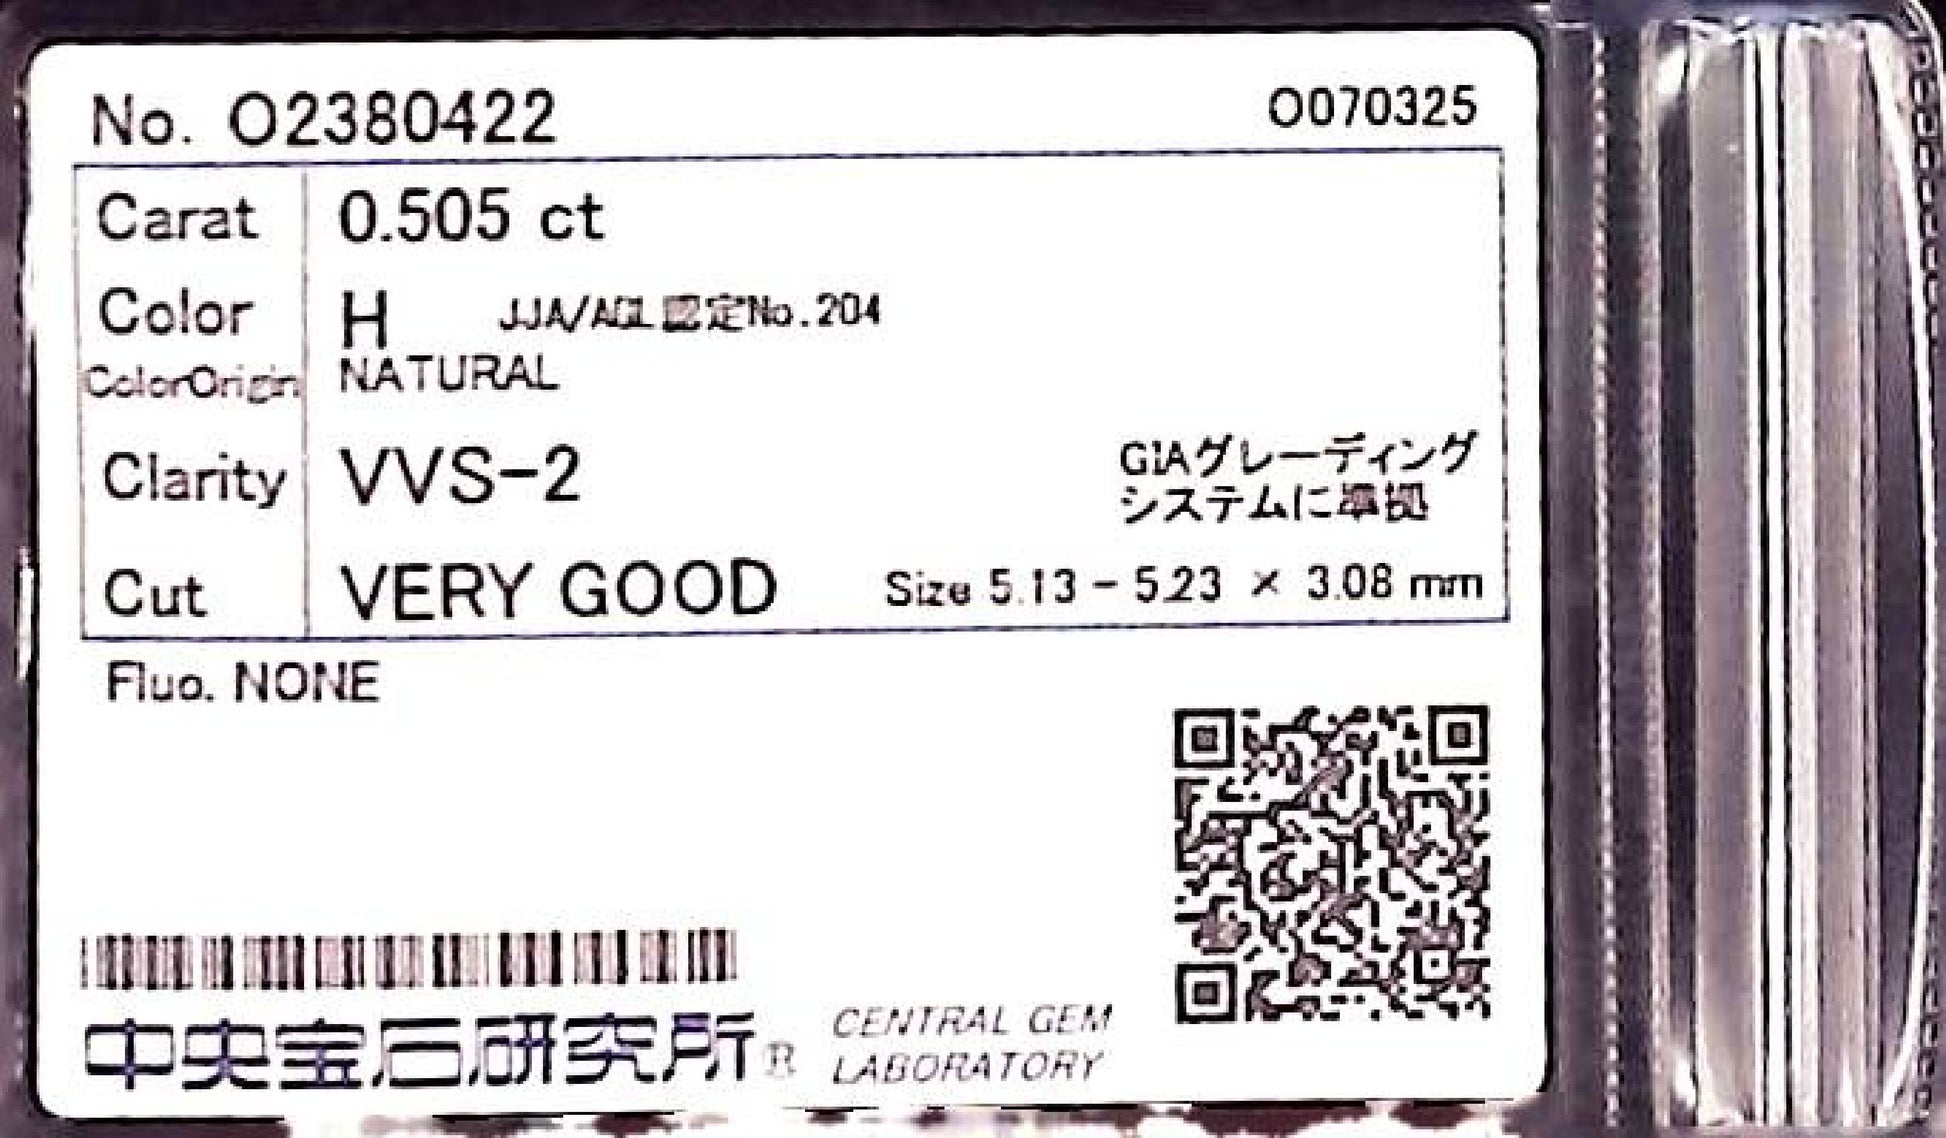 No. O2380422 O070325
Carat 0.505 ct
Color H JJA/AGL認定No.204
ColorOrigin NATURAL
Clarity VVS-2 GIAグレーディング
システムに準拠
Cut VERY GOOD Size 5.13 - 5.23 × 3.08 mm
Fluo. NONE
中央宝石研究所® CENTRAL GEM
LABORATORY